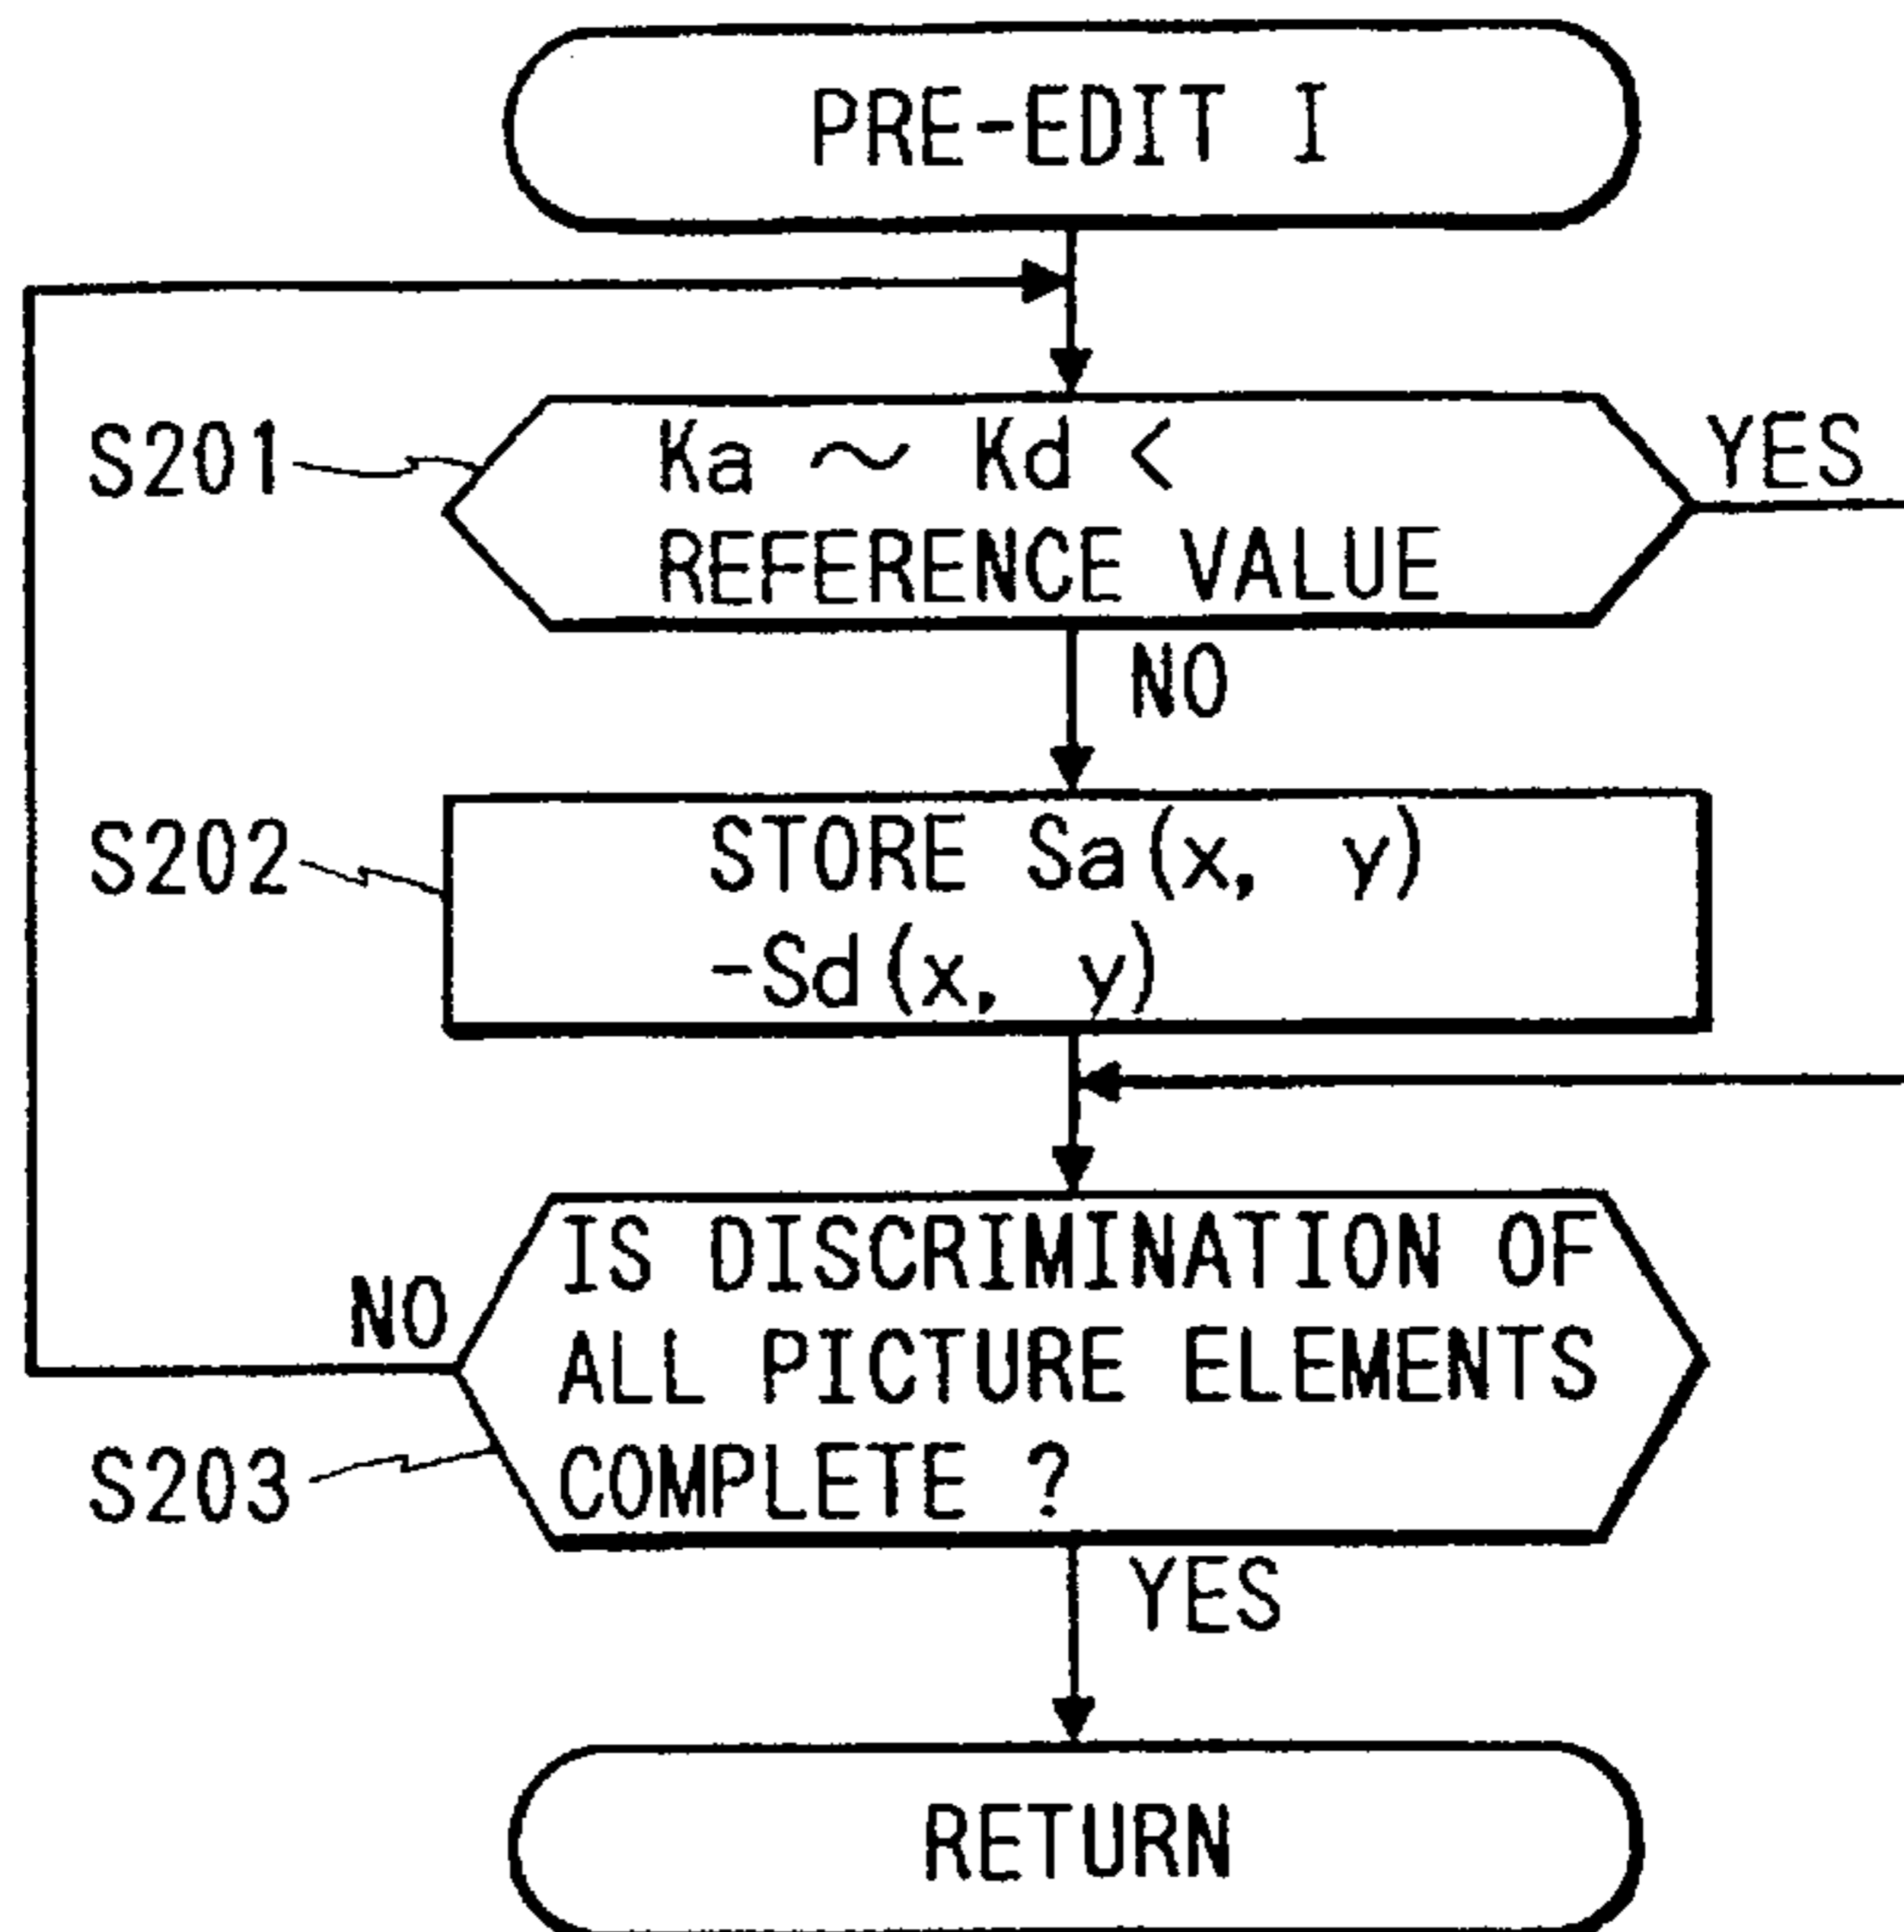 PRE-EDIT I
S201
Ka ~ Kd <
REFERENCE VALUE
YES
NO
S202
STORE Sa(x, y)
-Sd(x, y)
NO
IS DISCRIMINATION OF
ALL PICTURE ELEMENTS
COMPLETE ?
S203
YES
RETURN